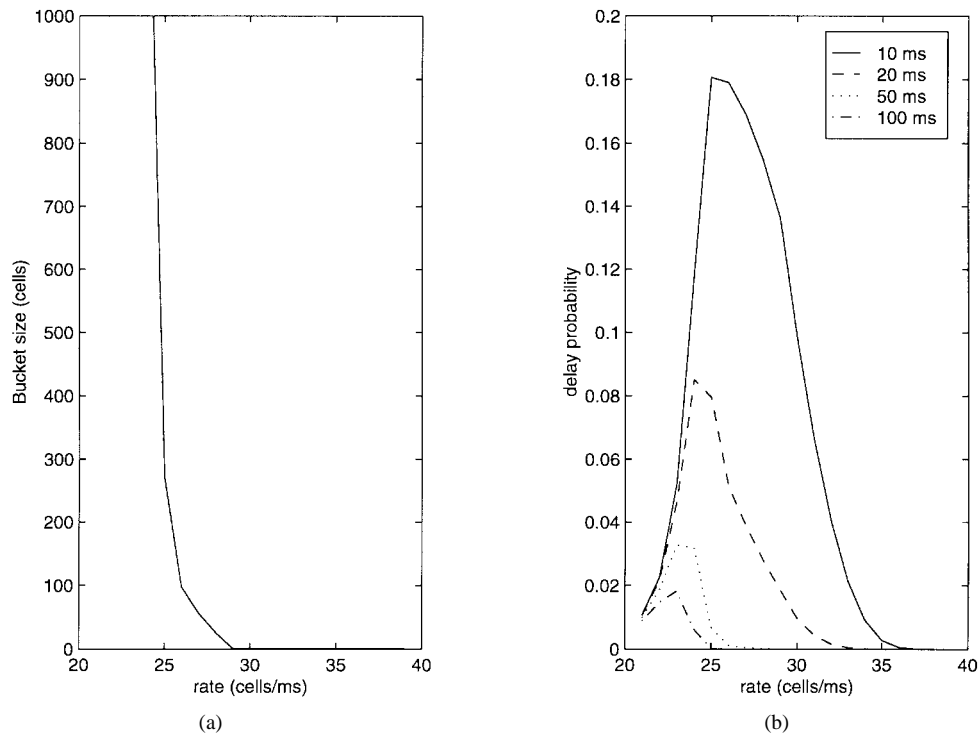 1000
900
800
700
600
500
400
300
200
100
0
Bucket size (cells)
20 25 30 35 40
rate (cells/ms)
(a)
0.2
0.18
0.16
0.14
0.12
0.1
0.08
0.06
0.04
0.02
0
delay probability
10 ms
20 ms
50 ms
100 ms
20 25 30 35 40
rate (cells/ms)
(b)